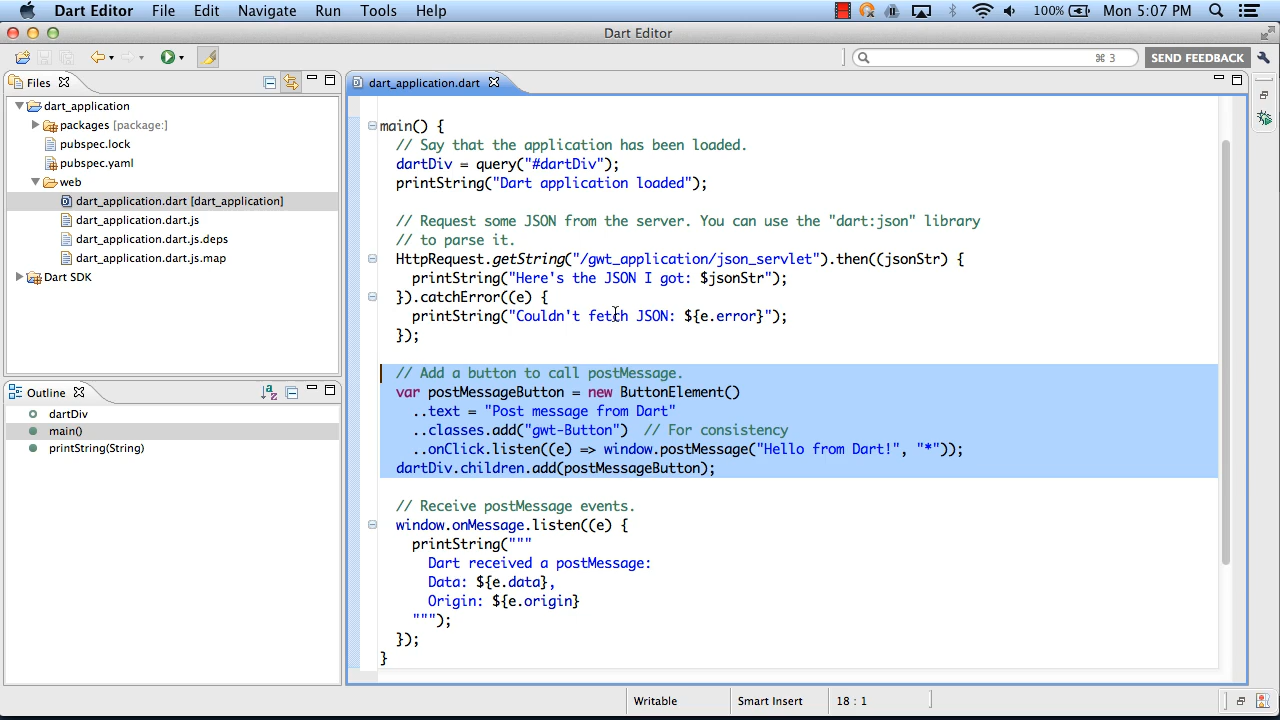 Dart Editor File Edit Navigate Run Tools Help 100% Mon 5:07 PM
Dart Editor
⌘ 3 SEND FEEDBACK
Files
dart_application
packages [package:]
pubspec.lock
pubspec.yaml
web
dart_application.dart [dart_application]
dart_application.dart.js
dart_application.dart.js.deps
dart_application.dart.js.map
Dart SDK
Outline
dartDiv
main()
printString(String)
dart_application.dart
main() {
// Say that the application has been loaded.
dartDiv = query("#dartDiv");
printString("Dart application loaded");
// Request some JSON from the server. You can use the "dart:json" library
// to parse it.
HttpRequest.getString("/gwt_application/json_servlet").then((jsonStr) {
printString("Here's the JSON I got: $jsonStr");
}).catchError((e) {
printString("Couldn't fetch JSON: ${e.error}");
});
// Add a button to call postMessage.
var postMessageButton = new ButtonElement()
..text = "Post message from Dart"
..classes.add("gwt-Button")  // For consistency
..onClick.listen((e) => window.postMessage("Hello from Dart!", "*"));
dartDiv.children.add(postMessageButton);
// Receive postMessage events.
window.onMessage.listen((e) {
printString("""
Dart received a postMessage:
Data: ${e.data},
Origin: ${e.origin}
""");
});
}
Writable Smart Insert 18 : 1